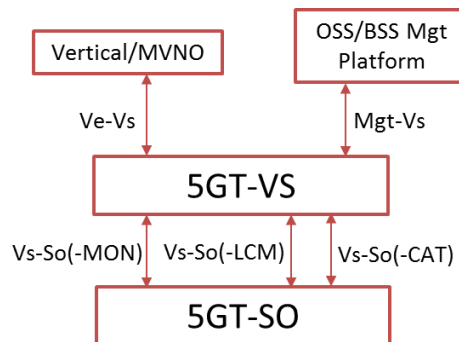 Vertical/MVNO
OSS/BSS Mgt
Platform
Ve-Vs
Mgt-Vs
5GT-VS
Vs-So(-MON)
Vs-So(-LCM)
Vs-So(-CAT)
5GT-SO